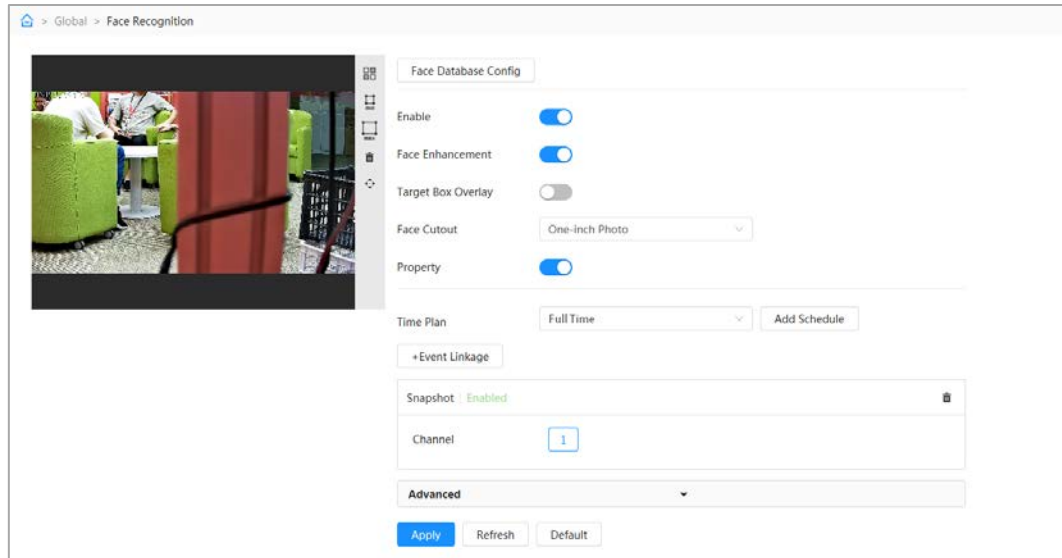 > Global > Face Recognition
Face Database Config
Enable
Face Enhancement
Target Box Overlay
Face Cutout One-inch Photo
Property
Time Plan Full Time Add Schedule
+Event Linkage
Snapshot Enabled
Channel 1
Advanced
Apply Refresh Default